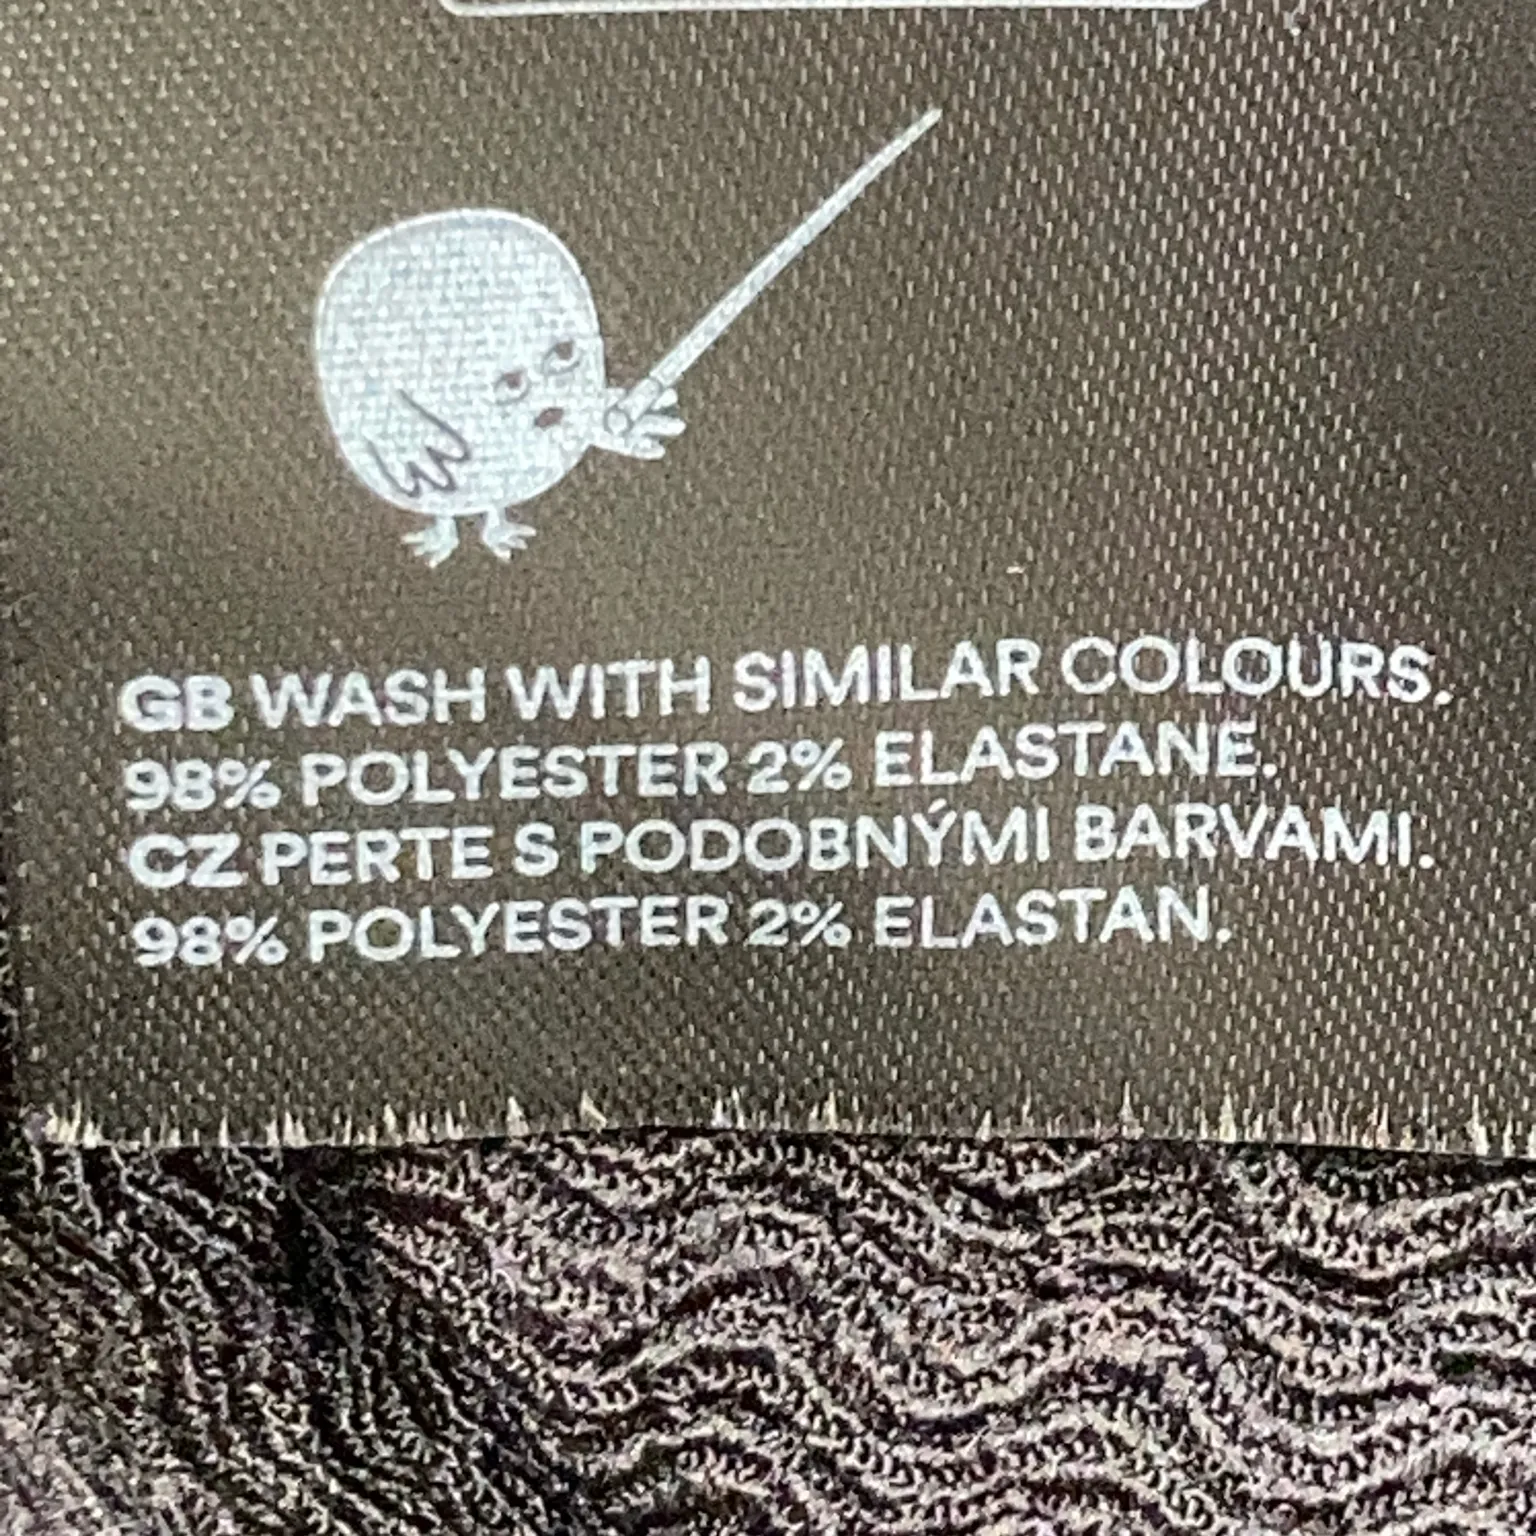 GB WASH WITH SIMILAR COLOURS.
98% POLYESTER 2% ELASTANE.
CZ PERTE S PODOBNÝMI BARVAMI.
98% POLYESTER 2% ELASTAN.